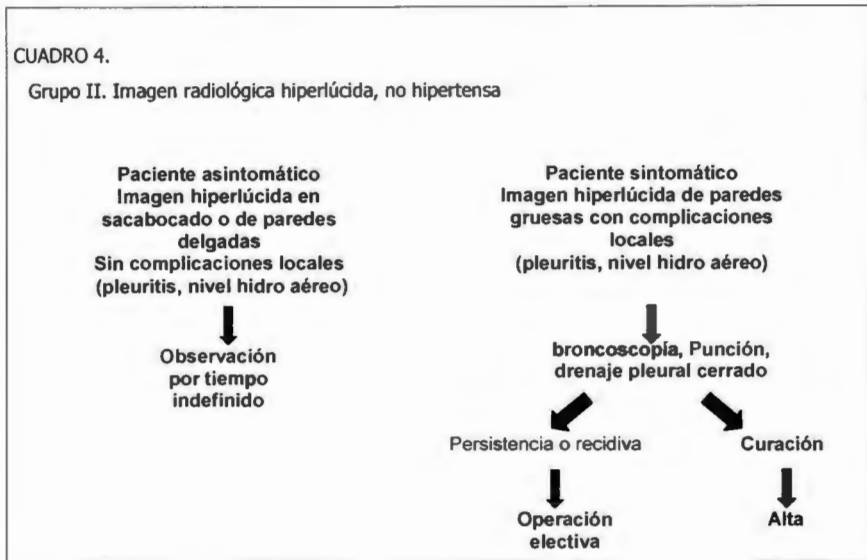 CUADRO 4.
Grupo II. Imagen radiológica hiperlúcida, no hipertensa
Paciente asintomático
Imagen hiperlúcida en
sacabocado o de paredes
delgadas
Sin complicaciones locales
(pleuritis, nivel hidro aéreo)
Observación
por tiempo
indefinido
Paciente sintomático
Imagen hiperlúcida de paredes
gruesas con complicaciones
locales
(pleuritis, nivel hidro aéreo)
broncoscopía, Punción,
drenaje pleural cerrado
Persistencia o recidiva
Curación
Operación
electiva
Alta